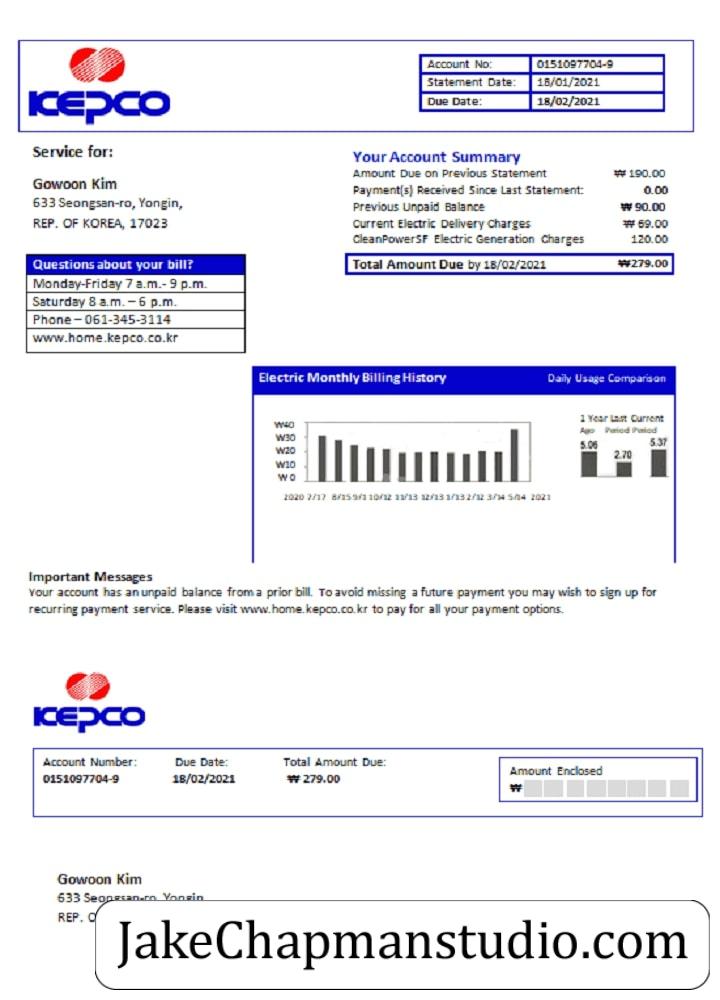 KEPCO
Account No: 0151097704-9
Statement Date: 18/01/2021
Due Date: 18/02/2021
Service for:
Gowoon Kim
633 Seongsan-ro, Yongin,
REP. OF KOREA, 17023
Your Account Summary
Amount Due on Previous Statement ₩ 190.00
Payment(s) Received Since Last Statement: 0.00
Previous Unpaid Balance ₩ 90.00
Current Electric Delivery Charges ₩ 69.00
CleanPowerSF Electric Generation Charges 120.00
Total Amount Due by 18/02/2021 ₩279.00
Questions about your bill?
Monday-Friday 7 a.m.- 9 p.m.
Saturday 8 a.m. – 6 p.m.
Phone – 061-345-3114
www.home.kepco.co.kr
Electric Monthly Billing History Daily Usage Comparison
₩40
₩30
₩20
₩10
₩ 0
2020 7/17 8/15 9/1 10/12 11/13 12/13 1/13 2/12 3/14 5/14 2021
1 Year Last Current
Ago Period Period
5.06 2.70 5.37
Important Messages
Your account has an unpaid balance from a prior bill. To avoid missing a future payment you may wish to sign up for
recurring payment service. Please visit www.home.kepco.co.kr to pay for all your payment options.
KEPCO
Account Number: Due Date: Total Amount Due:
0151097704-9 18/02/2021 ₩ 279.00
Amount Enclosed
₩
Gowoon Kim
633 Seongsan-ro, Yongin
REP. O
JakeChapmanstudio.com